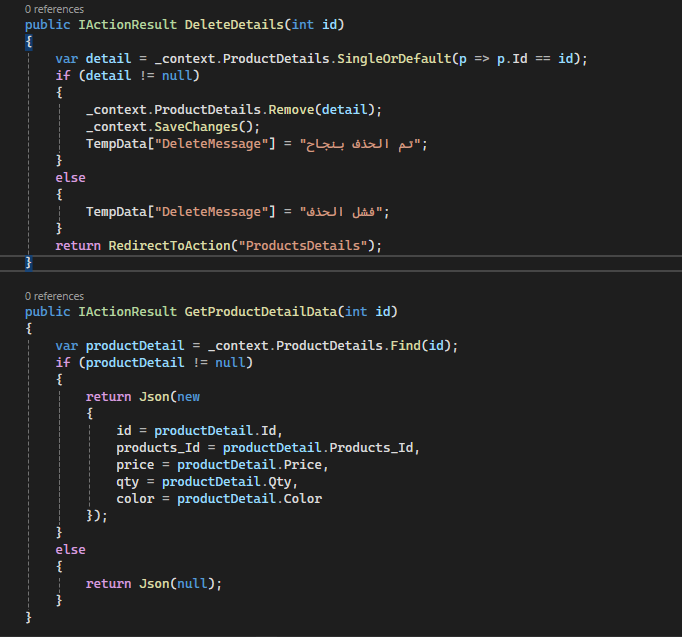 0 references
public IActionResult DeleteDetails(int id)
{
var detail = _context.ProductDetails.SingleOrDefault(p => p.Id == id);
if (detail != null)
{
_context.ProductDetails.Remove(detail);
_context.SaveChanges();
TempData["DeleteMessage"] = "تم الحذف بنجاح";
}
else
{
TempData["DeleteMessage"] = "فشل الحذف";
}
return RedirectToAction("ProductsDetails");
}
0 references
public IActionResult GetProductDetailData(int id)
{
var productDetail = _context.ProductDetails.Find(id);
if (productDetail != null)
{
return Json(new
{
id = productDetail.Id,
products_Id = productDetail.Products_Id,
price = productDetail.Price,
qty = productDetail.Qty,
color = productDetail.Color
});
}
else
{
return Json(null);
}
}